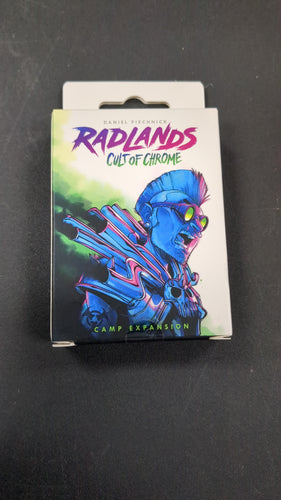 DANIEL PIECHNICK
RADLANDS
CULT OF CHROME
CAMP EXPANSION